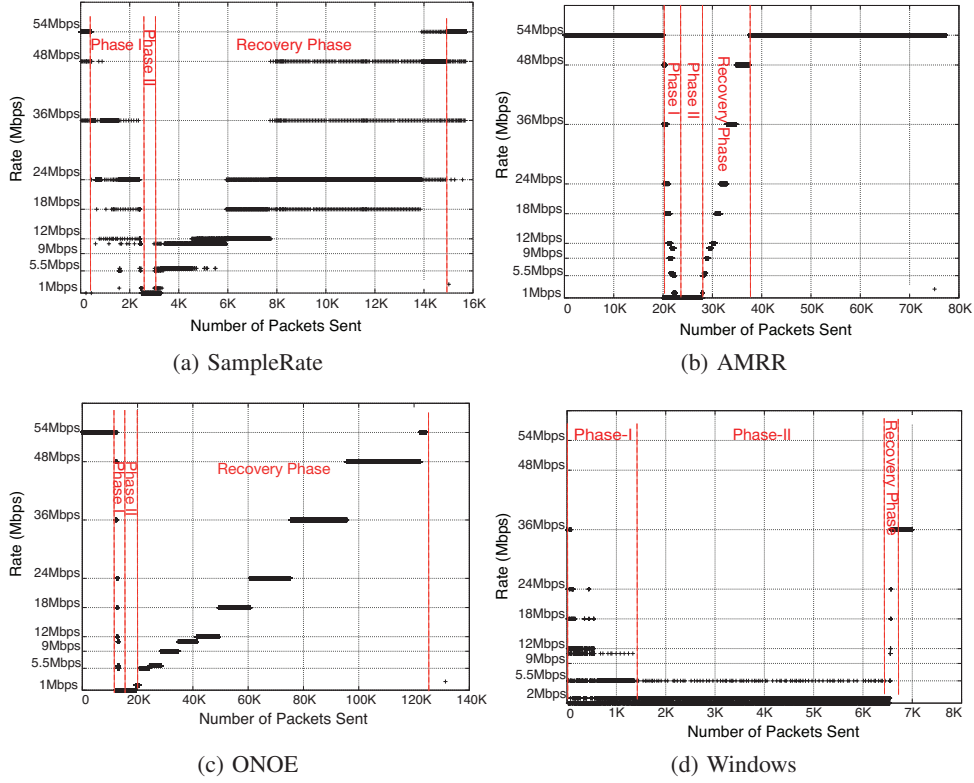 54Mbps
48Mbps
36Mbps
24Mbps
18Mbps
12Mbps
9Mbps
5.5Mbps
1Mbps
Rate (Mbps)
Phase I
Phase II
Recovery Phase
0 2K 4K 6K 8K 10K 12K 14K 16K
Number of Packets Sent
(a) SampleRate
54Mbps
48Mbps
36Mbps
24Mbps
18Mbps
12Mbps
9Mbps
5.5Mbps
1Mbps
Rate (Mbps)
Phase I
Phase II
Recovery Phase
0 10K 20K 30K 40K 50K 60K 70K 80K
Number of Packets Sent
(b) AMRR
54Mbps
48Mbps
36Mbps
24Mbps
18Mbps
12Mbps
9Mbps
5.5Mbps
1Mbps
Rate (Mbps)
Phase I
Phase II
Recovery Phase
0 20K 40K 60K 80K 100K 120K 140K
Number of Packets Sent
(c) ONOE
54Mbps
48Mbps
36Mbps
24Mbps
18Mbps
12Mbps
9Mbps
5.5Mbps
2Mbps
Rate (Mbps)
Phase-I
Phase-II
Recovery Phase
0 1K 2K 3K 4K 5K 6K 7K 8K
Number of Packets Sent
(d) Windows